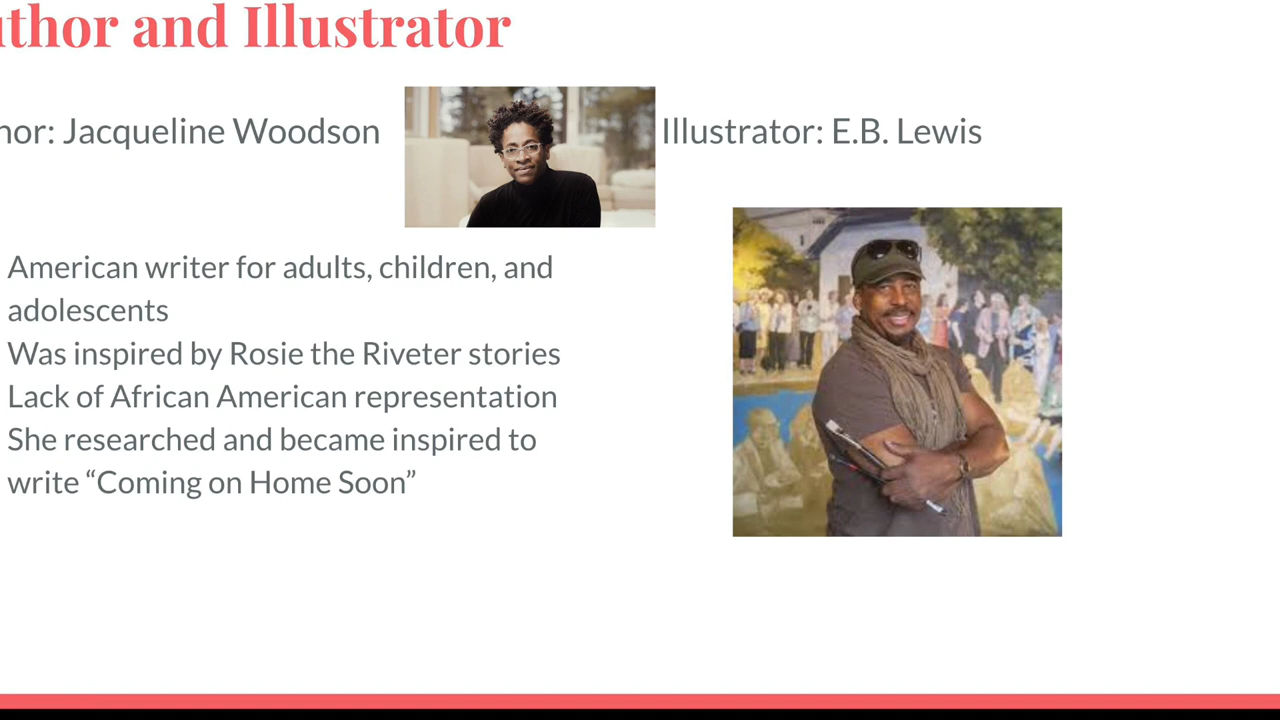 uthor and Illustrator
hor: Jacqueline Woodson
Illustrator: E.B. Lewis
American writer for adults, children, and
adolescents
Was inspired by Rosie the Riveter stories
Lack of African American representation
She researched and became inspired to
write “Coming on Home Soon”